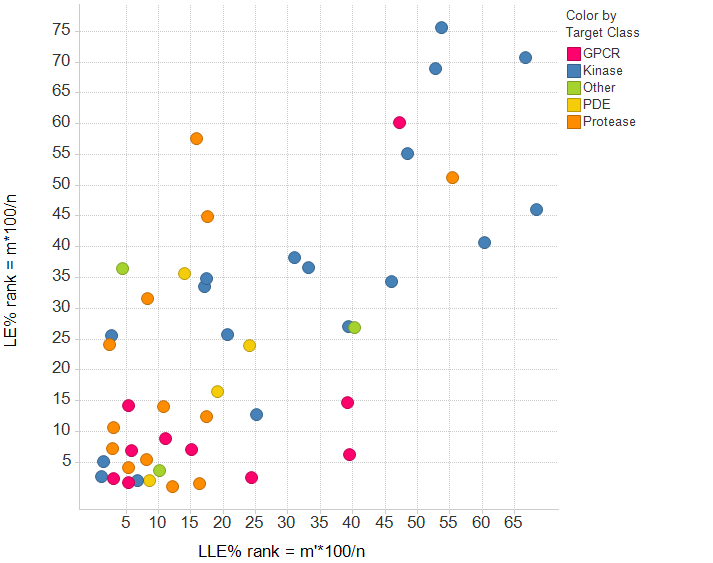 Color by
Target Class
GPCR
Kinase
Other
PDE
Protease
75
70
65
60
55
50
45
40
35
30
25
20
15
10
5
LE% rank = m*100/n
5 10 15 20 25 30 35 40 45 50 55 60 65
LLE% rank = m'*100/n